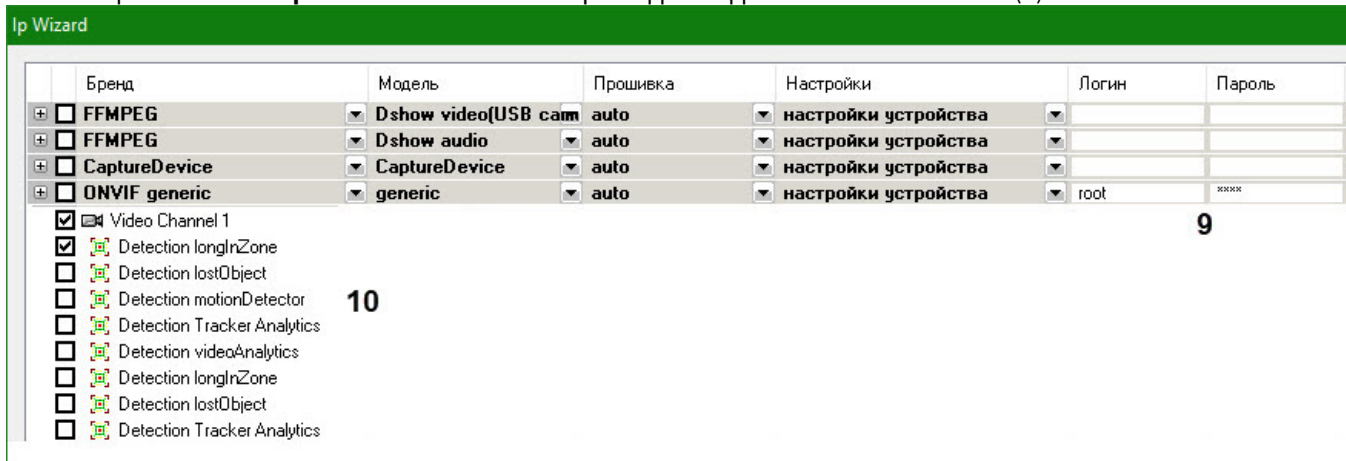 Ip Wizard
Бренд Модель Прошивка Настройки Логин Пароль
FFMPEG Dshow video(USB cam auto настройки устройства
FFMPEG Dshow audio auto настройки устройства
CaptureDevice CaptureDevice auto настройки устройства
ONVIF generic generic auto настройки устройства root ××××
9
Video Channel 1
Detection longInZone
Detection lostObject
Detection motionDetector
10
Detection Tracker Analytics
Detection videoAnalytics
Detection longInZone
Detection lostObject
Detection Tracker Analytics